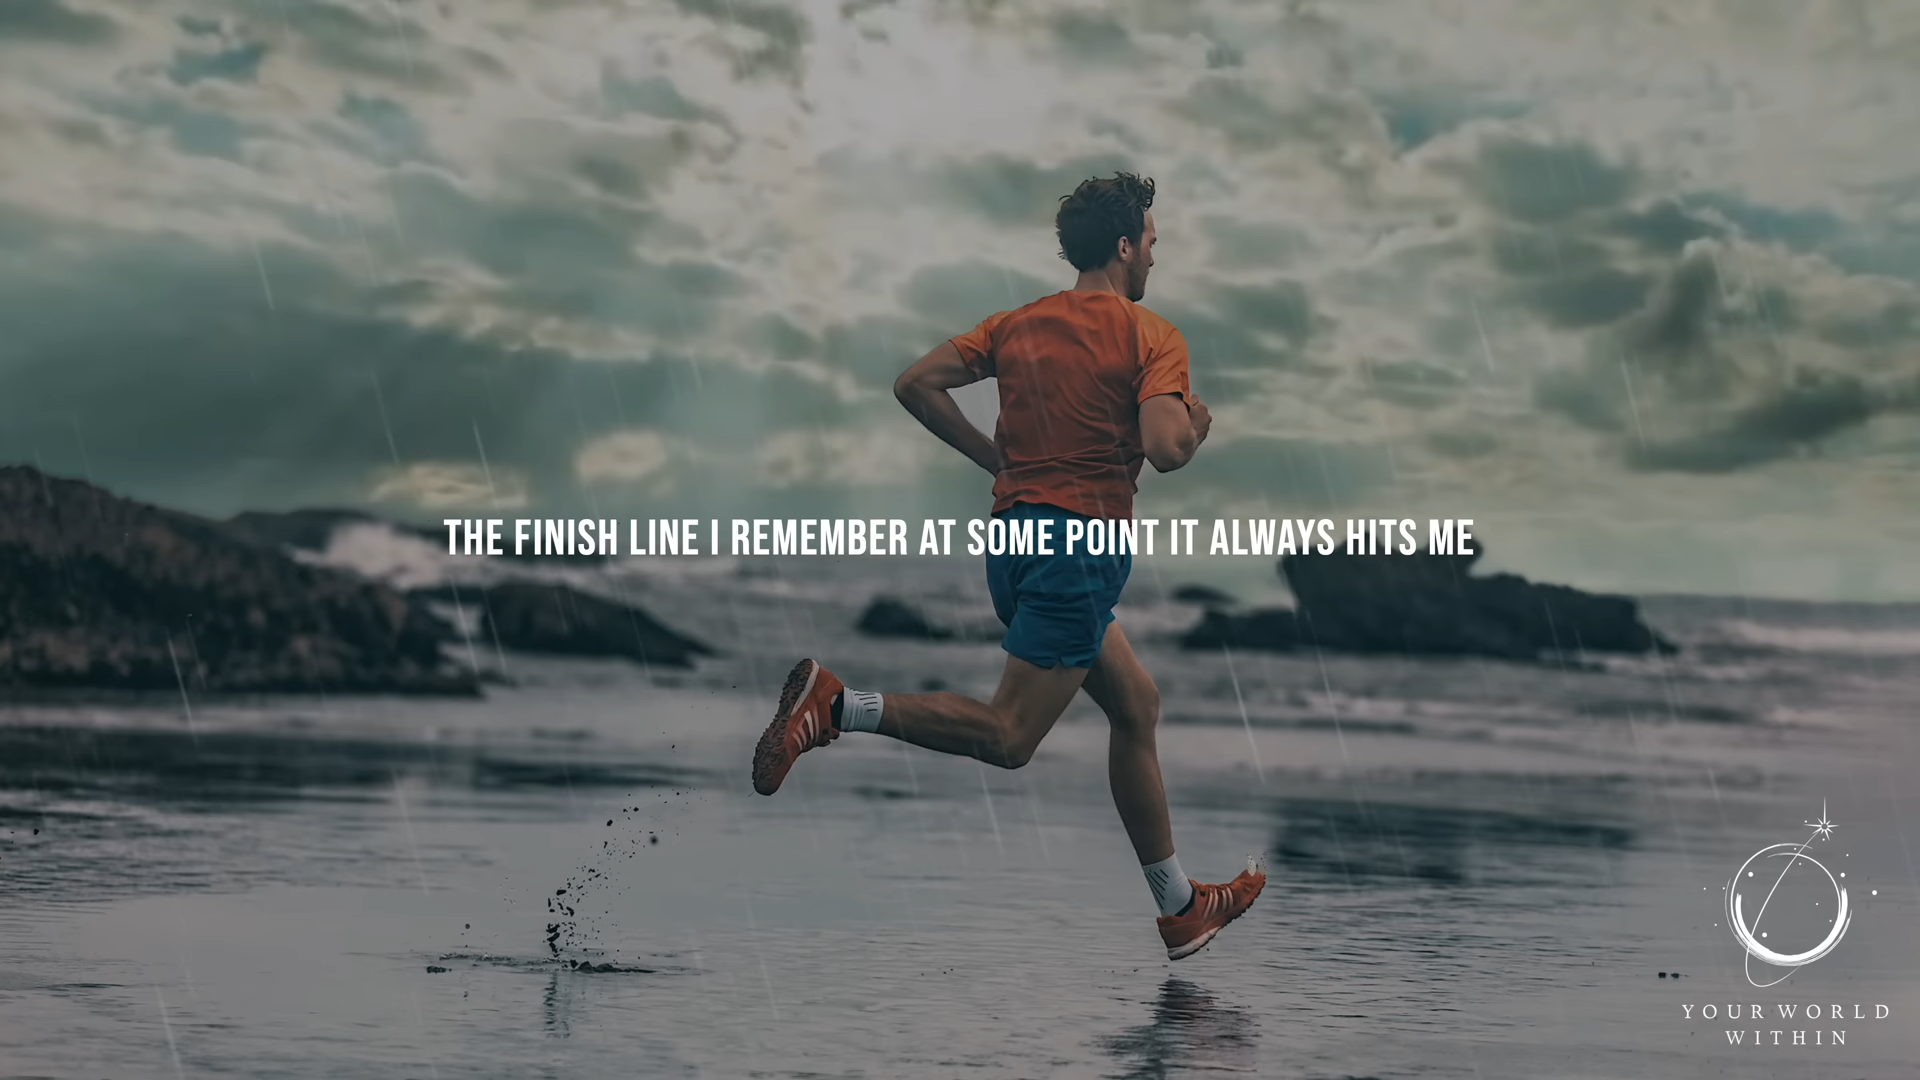 THE FINISH LINE I REMEMBER AT SOME POINT IT ALWAYS HITS ME
YOUR WORLD
WITHIN